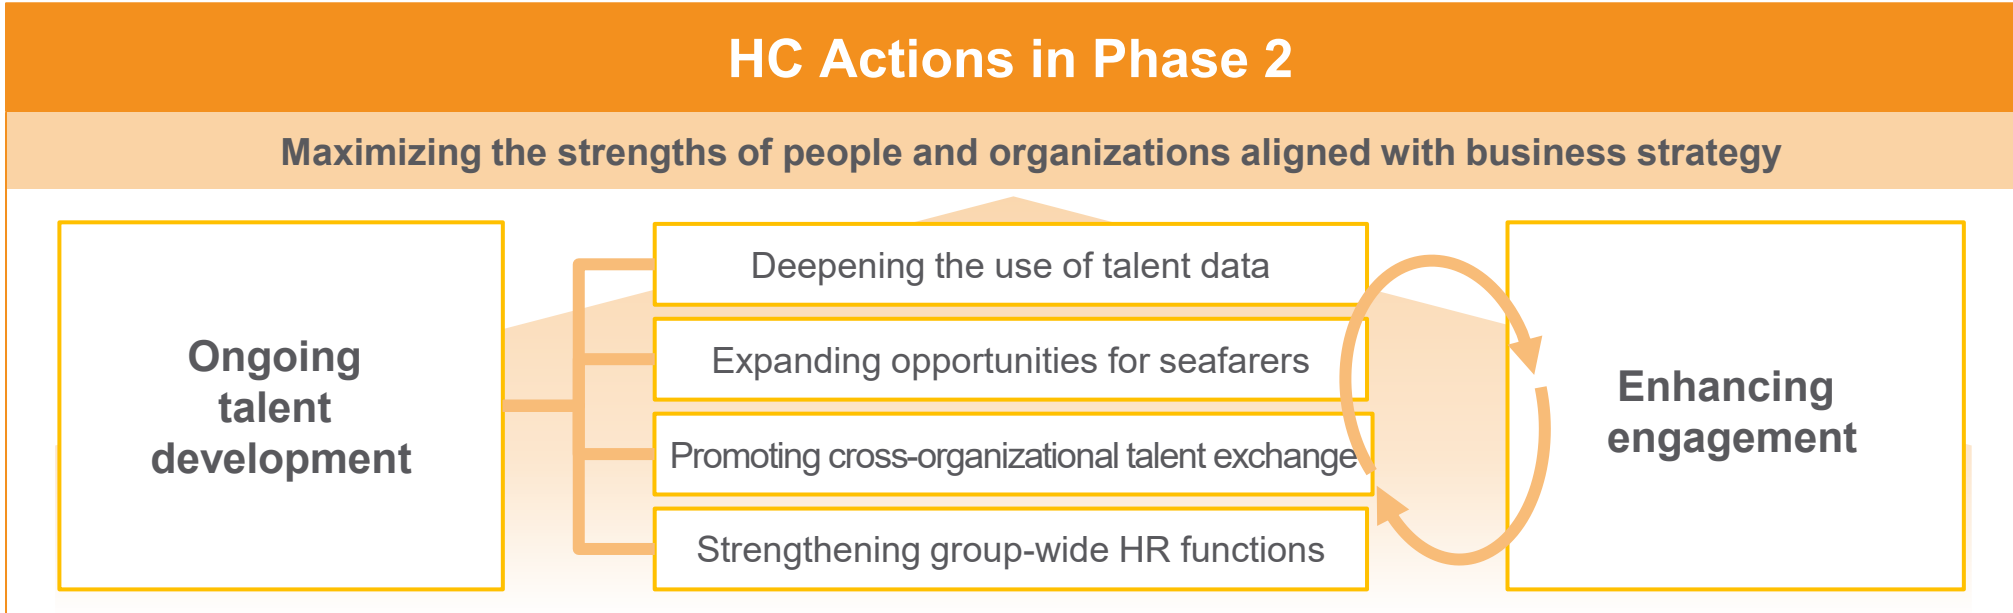 HC Actions in Phase 2
Maximizing the strengths of people and organizations aligned with business strategy
Ongoing
talent
development
Deepening the use of talent data
Expanding opportunities for seafarers
Promoting cross-organizational talent exchange
Strengthening group-wide HR functions
Enhancing
engagement